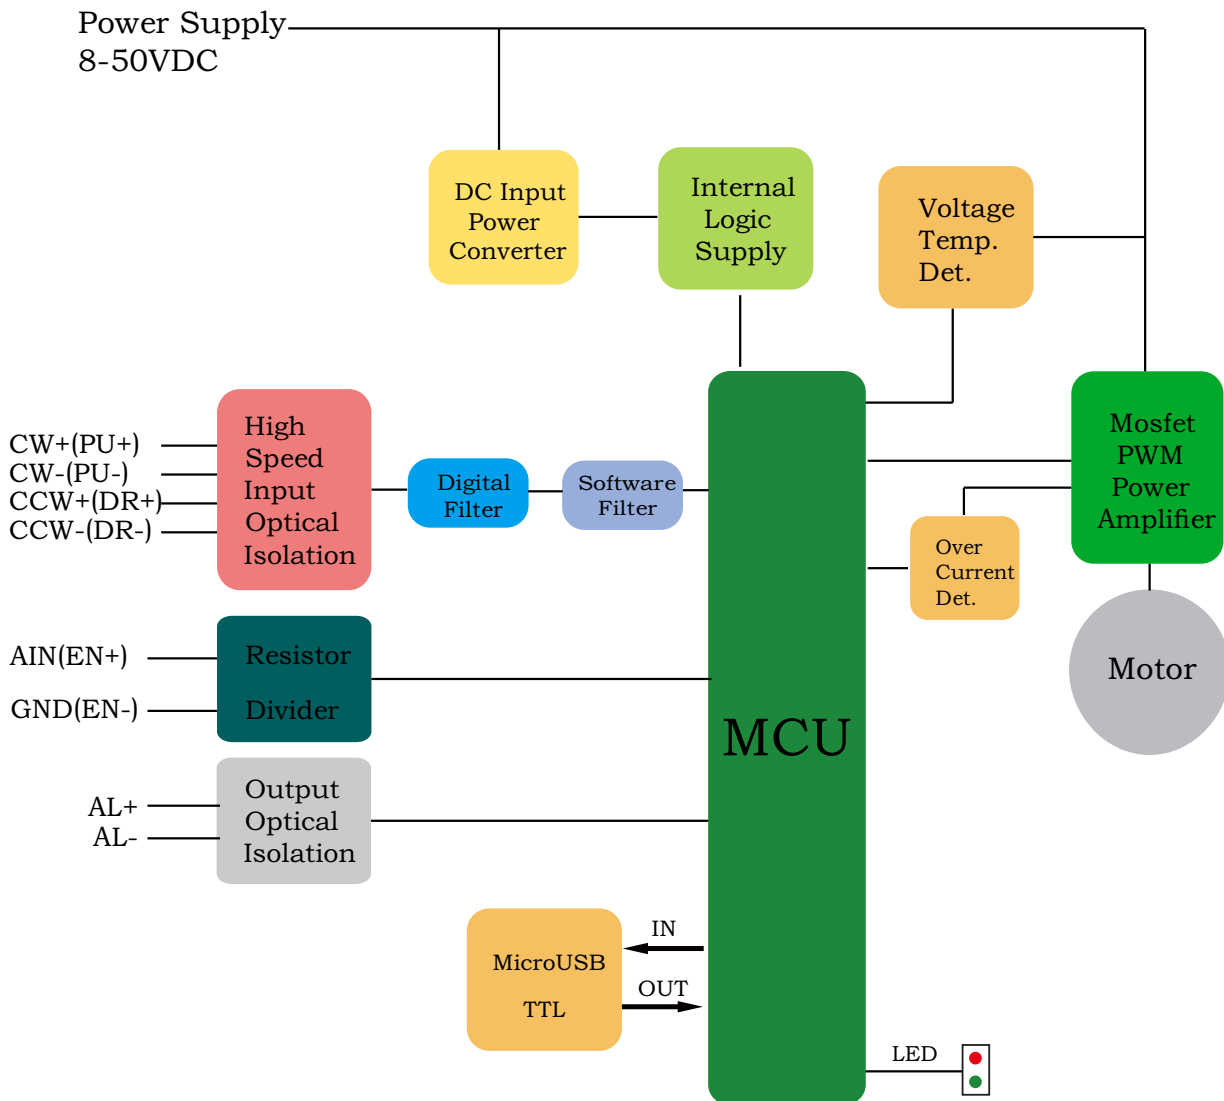 Power Supply
8-50VDC
DC Input
Power
Converter
Internal
Logic
Supply
Voltage
Temp.
Det.
CW+(PU+)
CW-(PU-)
CCW+(DR+)
CCW-(DR-)
High
Speed
Input
Optical
Isolation
Digital
Filter
Software
Filter
Mosfet
PWM
Power
Amplifier
Over
Current
Det.
Motor
AIN(EN+)
GND(EN-)
Resistor
Divider
MCU
AL+
AL-
Output
Optical
Isolation
MicroUSB
TTL
IN
OUT
LED